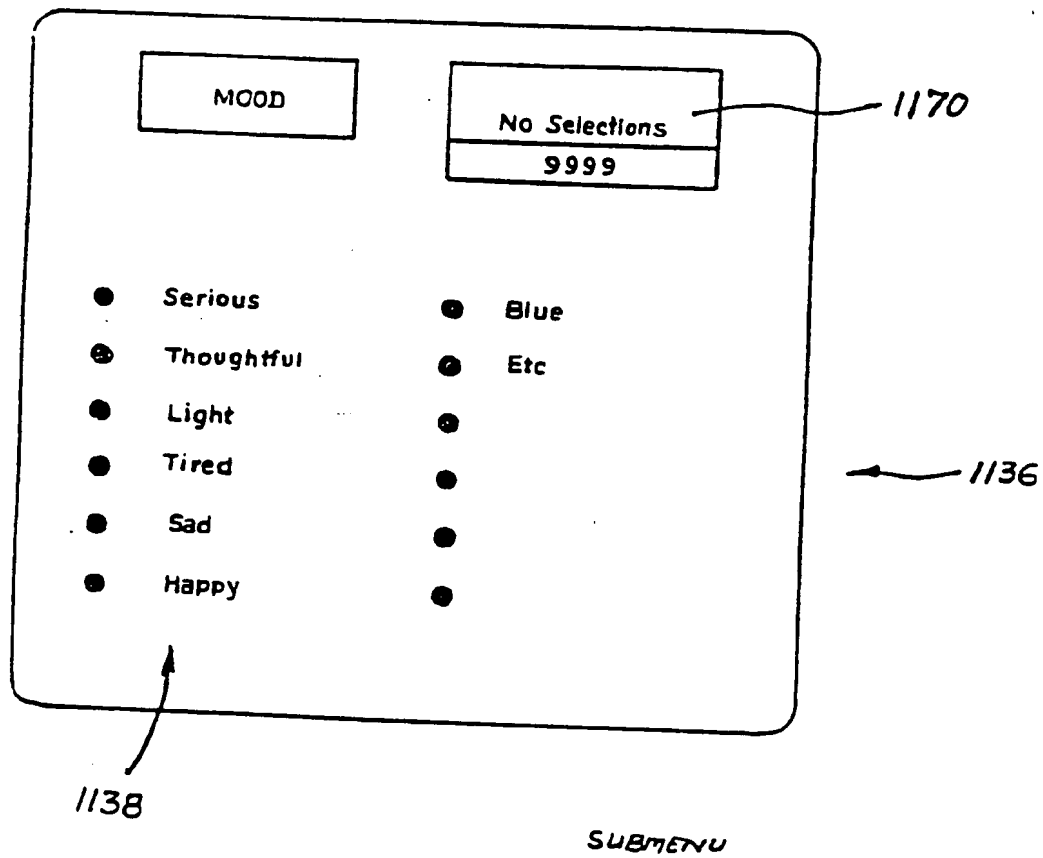 MOOD
No Selections
9999
1170
Serious
Thoughtful
Light
Tired
Sad
Happy
Blue
Etc
1136
1138
SUBMENU